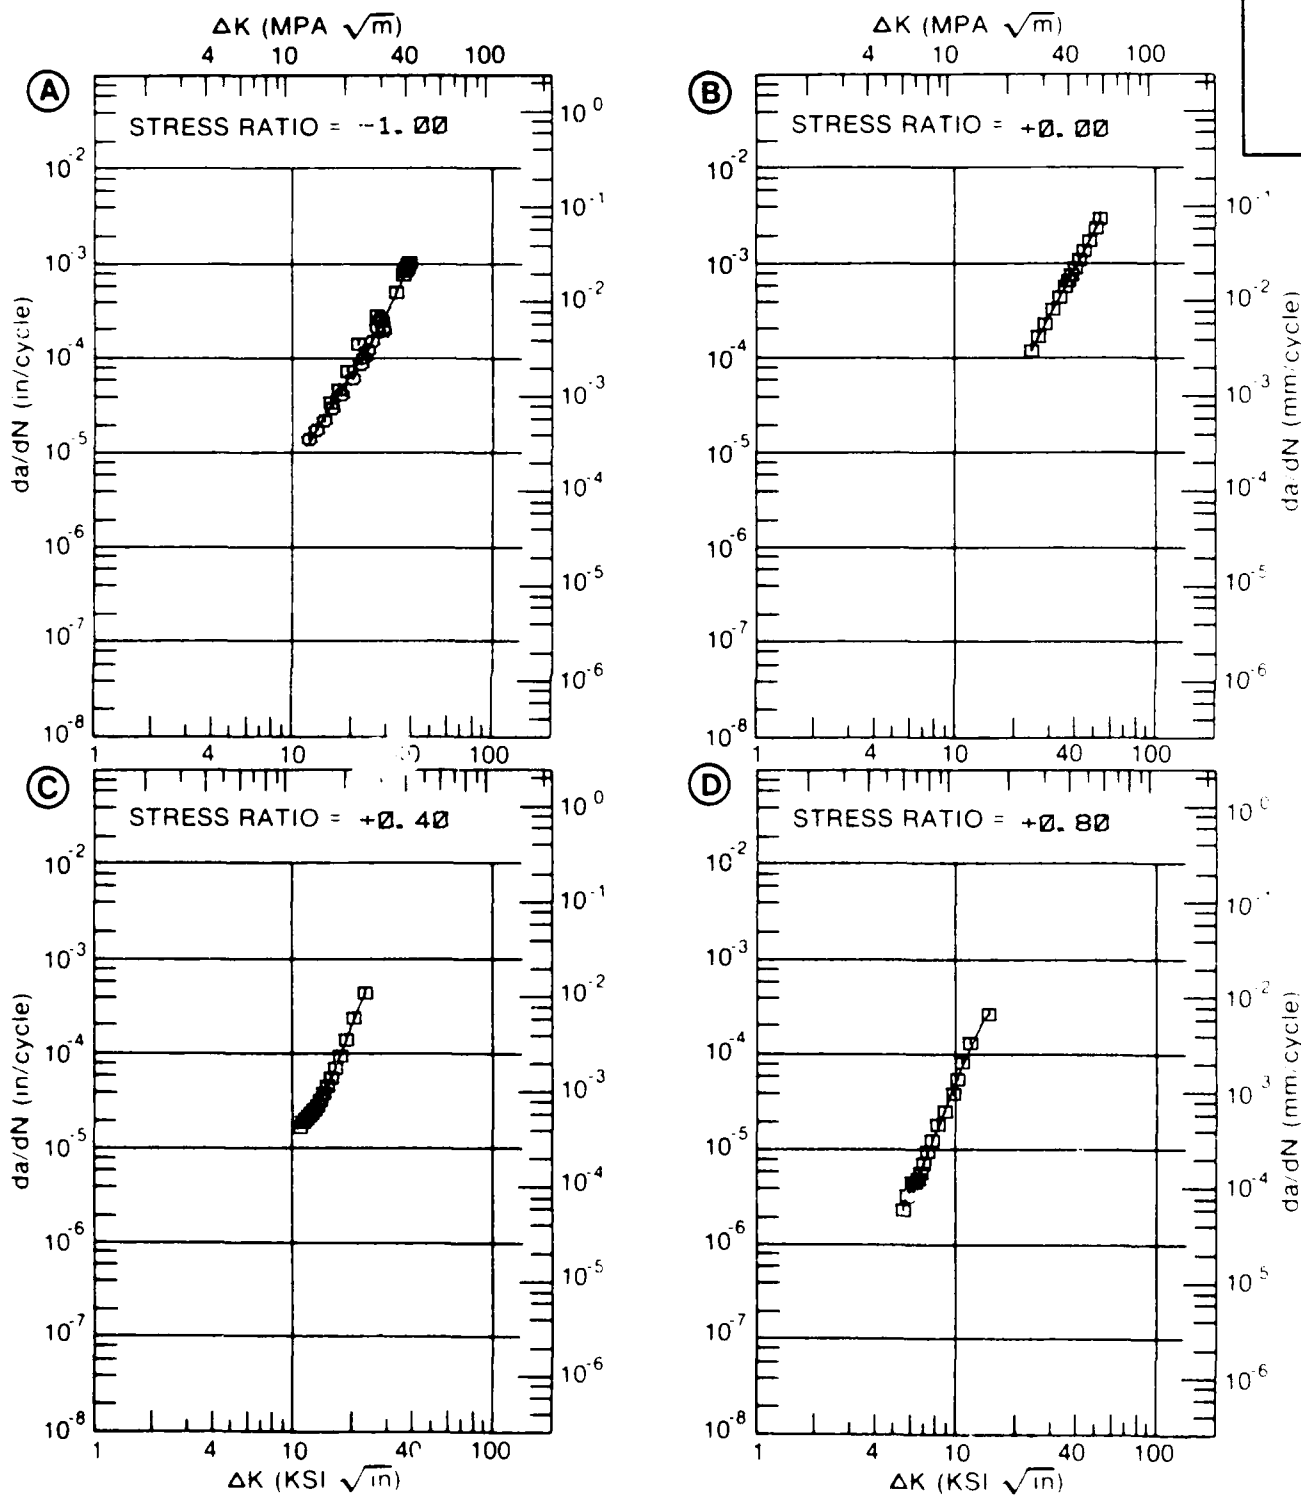 ΔK (MPA √m) ΔK (MPA √m)
4 10 40 100 4 10 40 100
A B
STRESS RATIO = -1.00 STRESS RATIO = +0.00
10^0
10^-2 10^-2
10^-1 10^-1
10^-3 10^-3
10^-2 10^-2
10^-4 10^-4
10^-3 10^-3
10^-5 10^-5
10^-4 10^-4
10^-6 10^-6
10^-5 10^-5
10^-7 10^-7
10^-6 10^-6
10^-8 10^-8
da/dN (in/cycle) da/dN (mm/cycle)
1 4 10 100 1 4 10 40 100
C D
STRESS RATIO = +0.40 STRESS RATIO = +0.80
10^0 10^0
10^-2 10^-2
10^-1 10^-1
10^-3 10^-3
10^-2 10^-2
10^-4 10^-4
10^-3 10^-3
10^-5 10^-5
10^-4 10^-4
10^-6 10^-6
10^-5 10^-5
10^-7 10^-7
10^-6 10^-6
10^-8 10^-8
da/dN (in/cycle) da/dN (mm/cycle)
1 4 10 40 100 1 4 10 40 100
ΔK (KSI √in) ΔK (KSI √in)